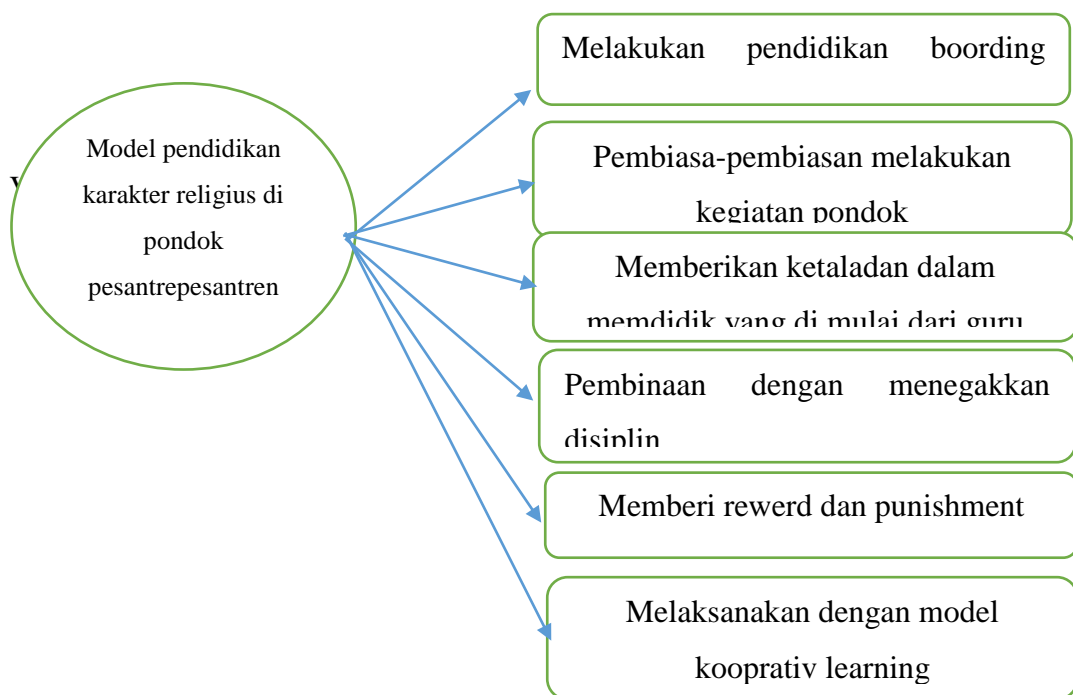 Model pendidikan
karakter religius di
pondok
pesantrepesantren
Melakukan pendidikan boording
Pembiasa-pembiasan melakukan
kegiatan pondok
Memberikan ketaladan dalam
memdidik yang di mulai dari guru
Pembinaan dengan menegakkan
disiplin
Memberi rewerd dan punishment
Melaksanakan dengan model
kooprativ learning